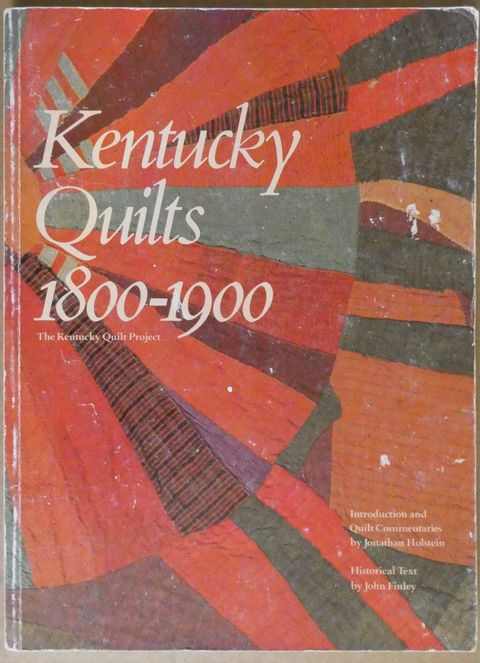 Kentucky
Quilts
1800-1900
The Kentucky Quilt Project
Introduction and
Quilt Commentaries
by Jonathan Holstein
Historical Text
by John Finley